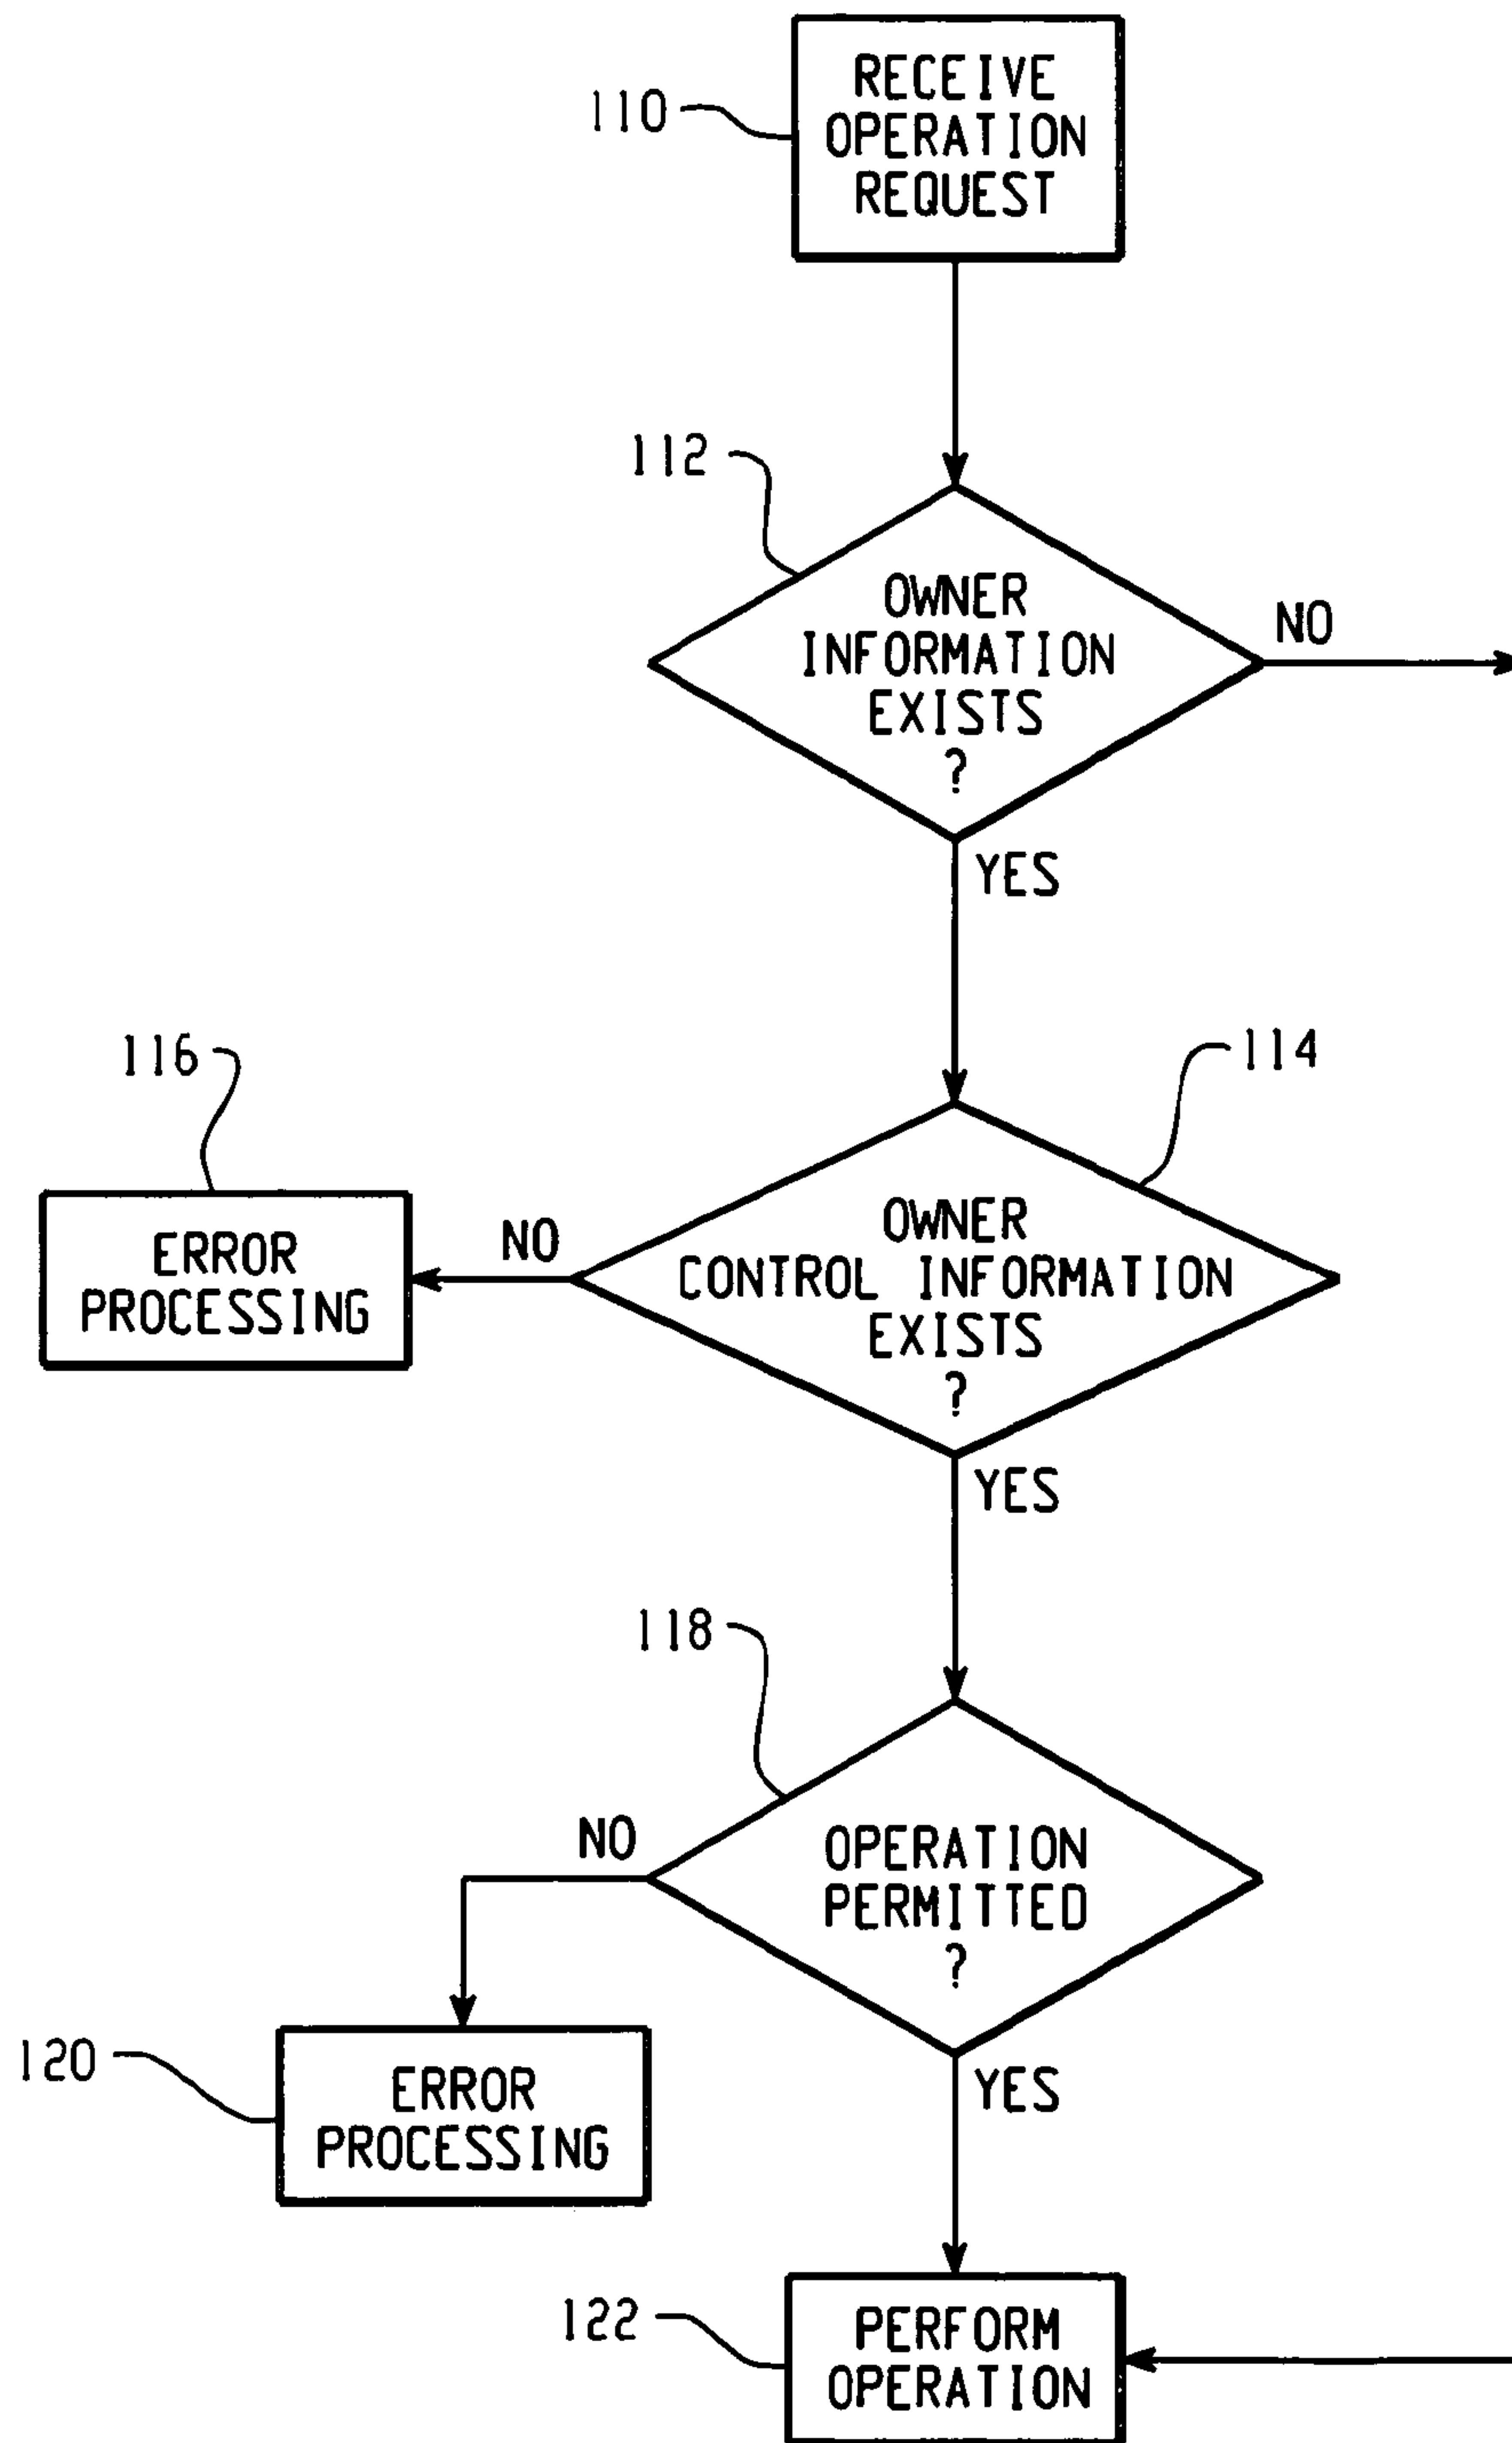 110
RECEIVE
OPERATION
REQUEST
112
OWNER
INFORMATION
EXISTS
?
NO
YES
116
114
ERROR
PROCESSING
NO
OWNER
CONTROL INFORMATION
EXISTS
?
YES
118
NO
OPERATION
PERMITTED
?
120
ERROR
PROCESSING
YES
122
PERFORM
OPERATION